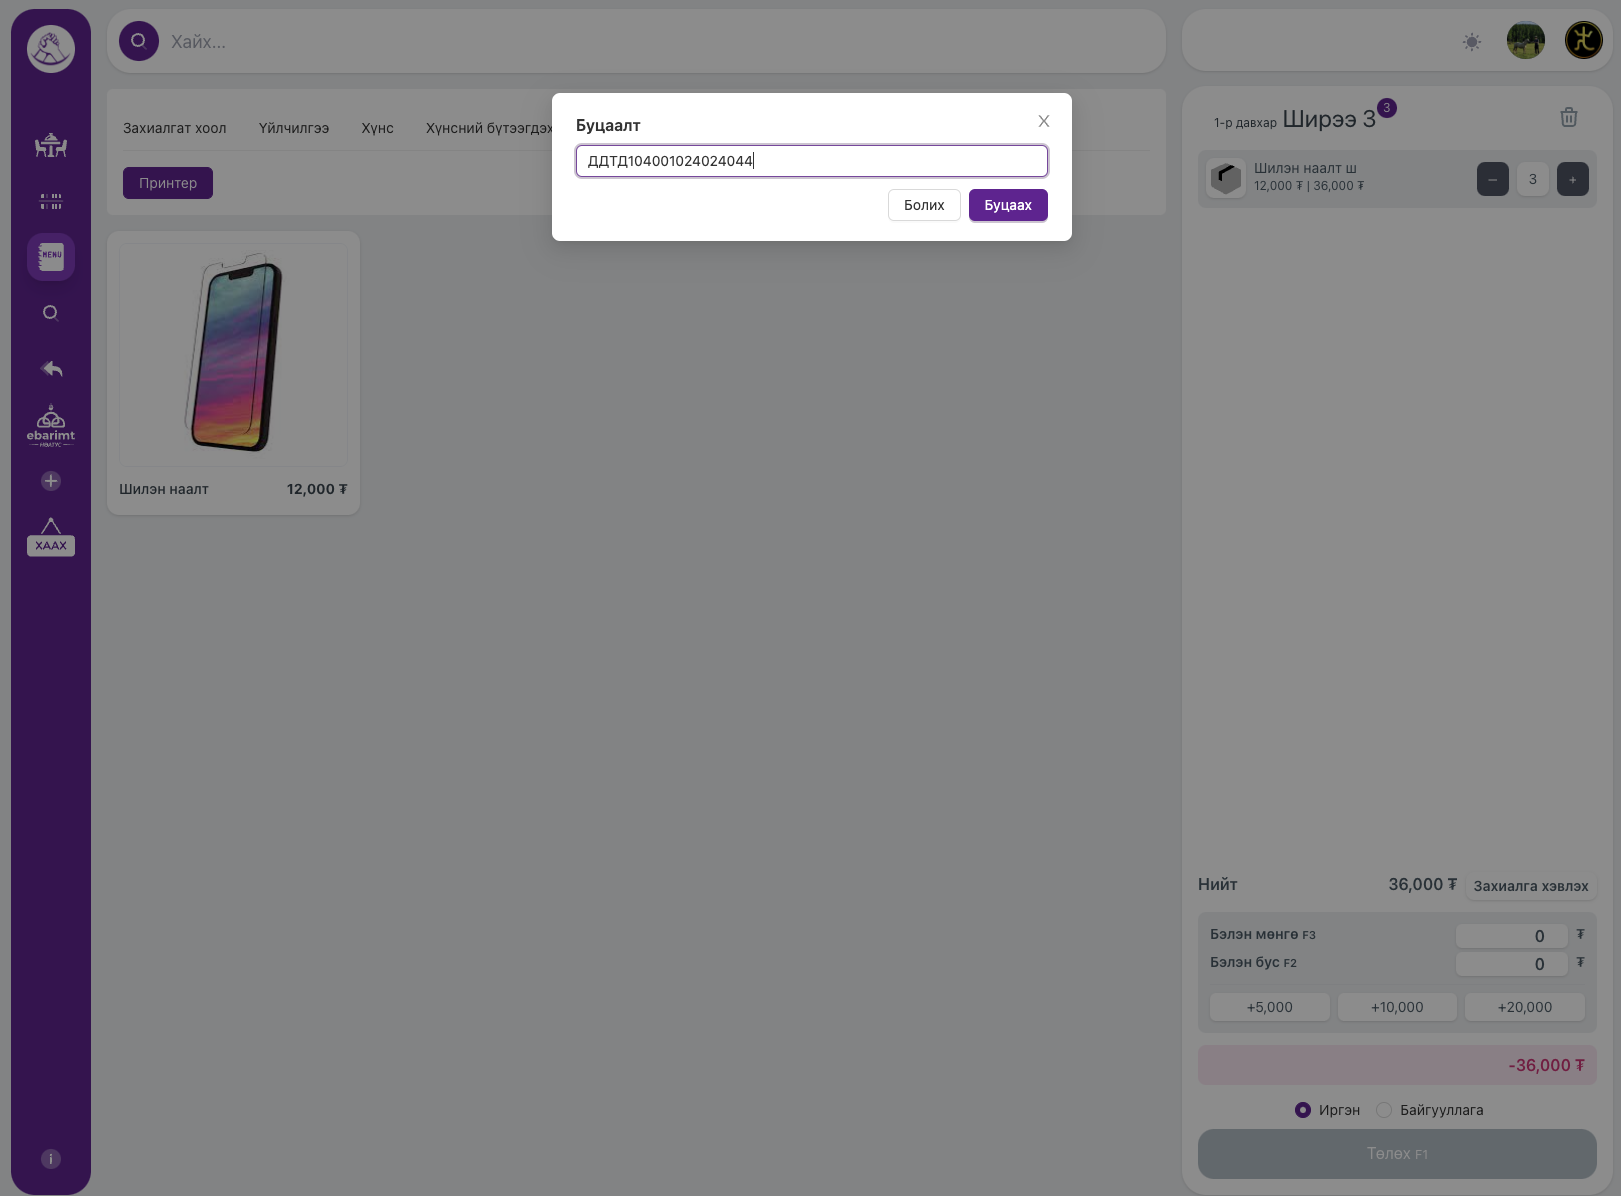 Хайх...
MENU
ebarimt
ХААХ
Захиалгат хоол Үйлчилгээ Хүнс Хүнсний бүтээгдэх
Принтер
Шилэн наалт 12,000 ₮
Буцаалт
ДДТД104001024024044
Болих Буцаах
1-р давхар Ширээ 3 3
Шилэн наалт ш
12,000 ₮ | 36,000 ₮
− 3 +
Нийт 36,000 ₮ Захиалга хэвлэх
Бэлэн мөнгө F3 0 ₮
Бэлэн бус F2 0 ₮
+5,000 +10,000 +20,000
-36,000 ₮
Иргэн Байгууллага
Төлөх F1